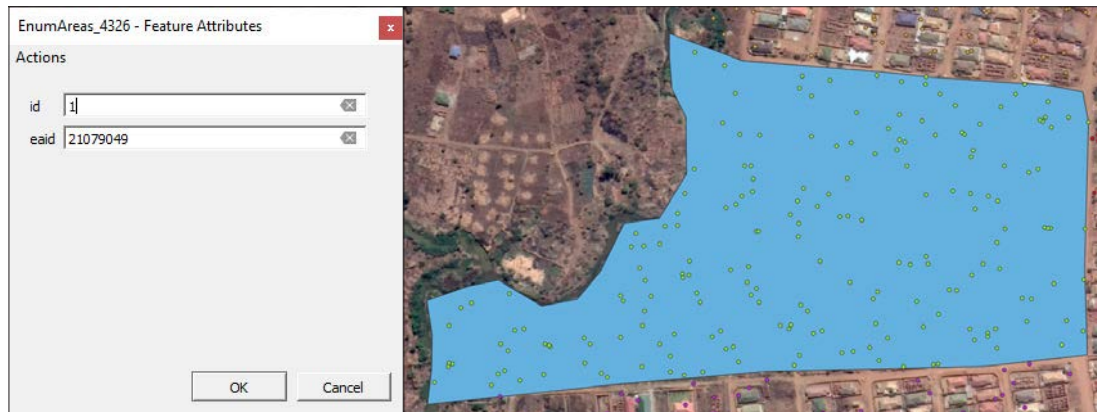 EnumAreas_4326 - Feature Attributes
x
Actions
id 1
eaid 21079049
OK
Cancel